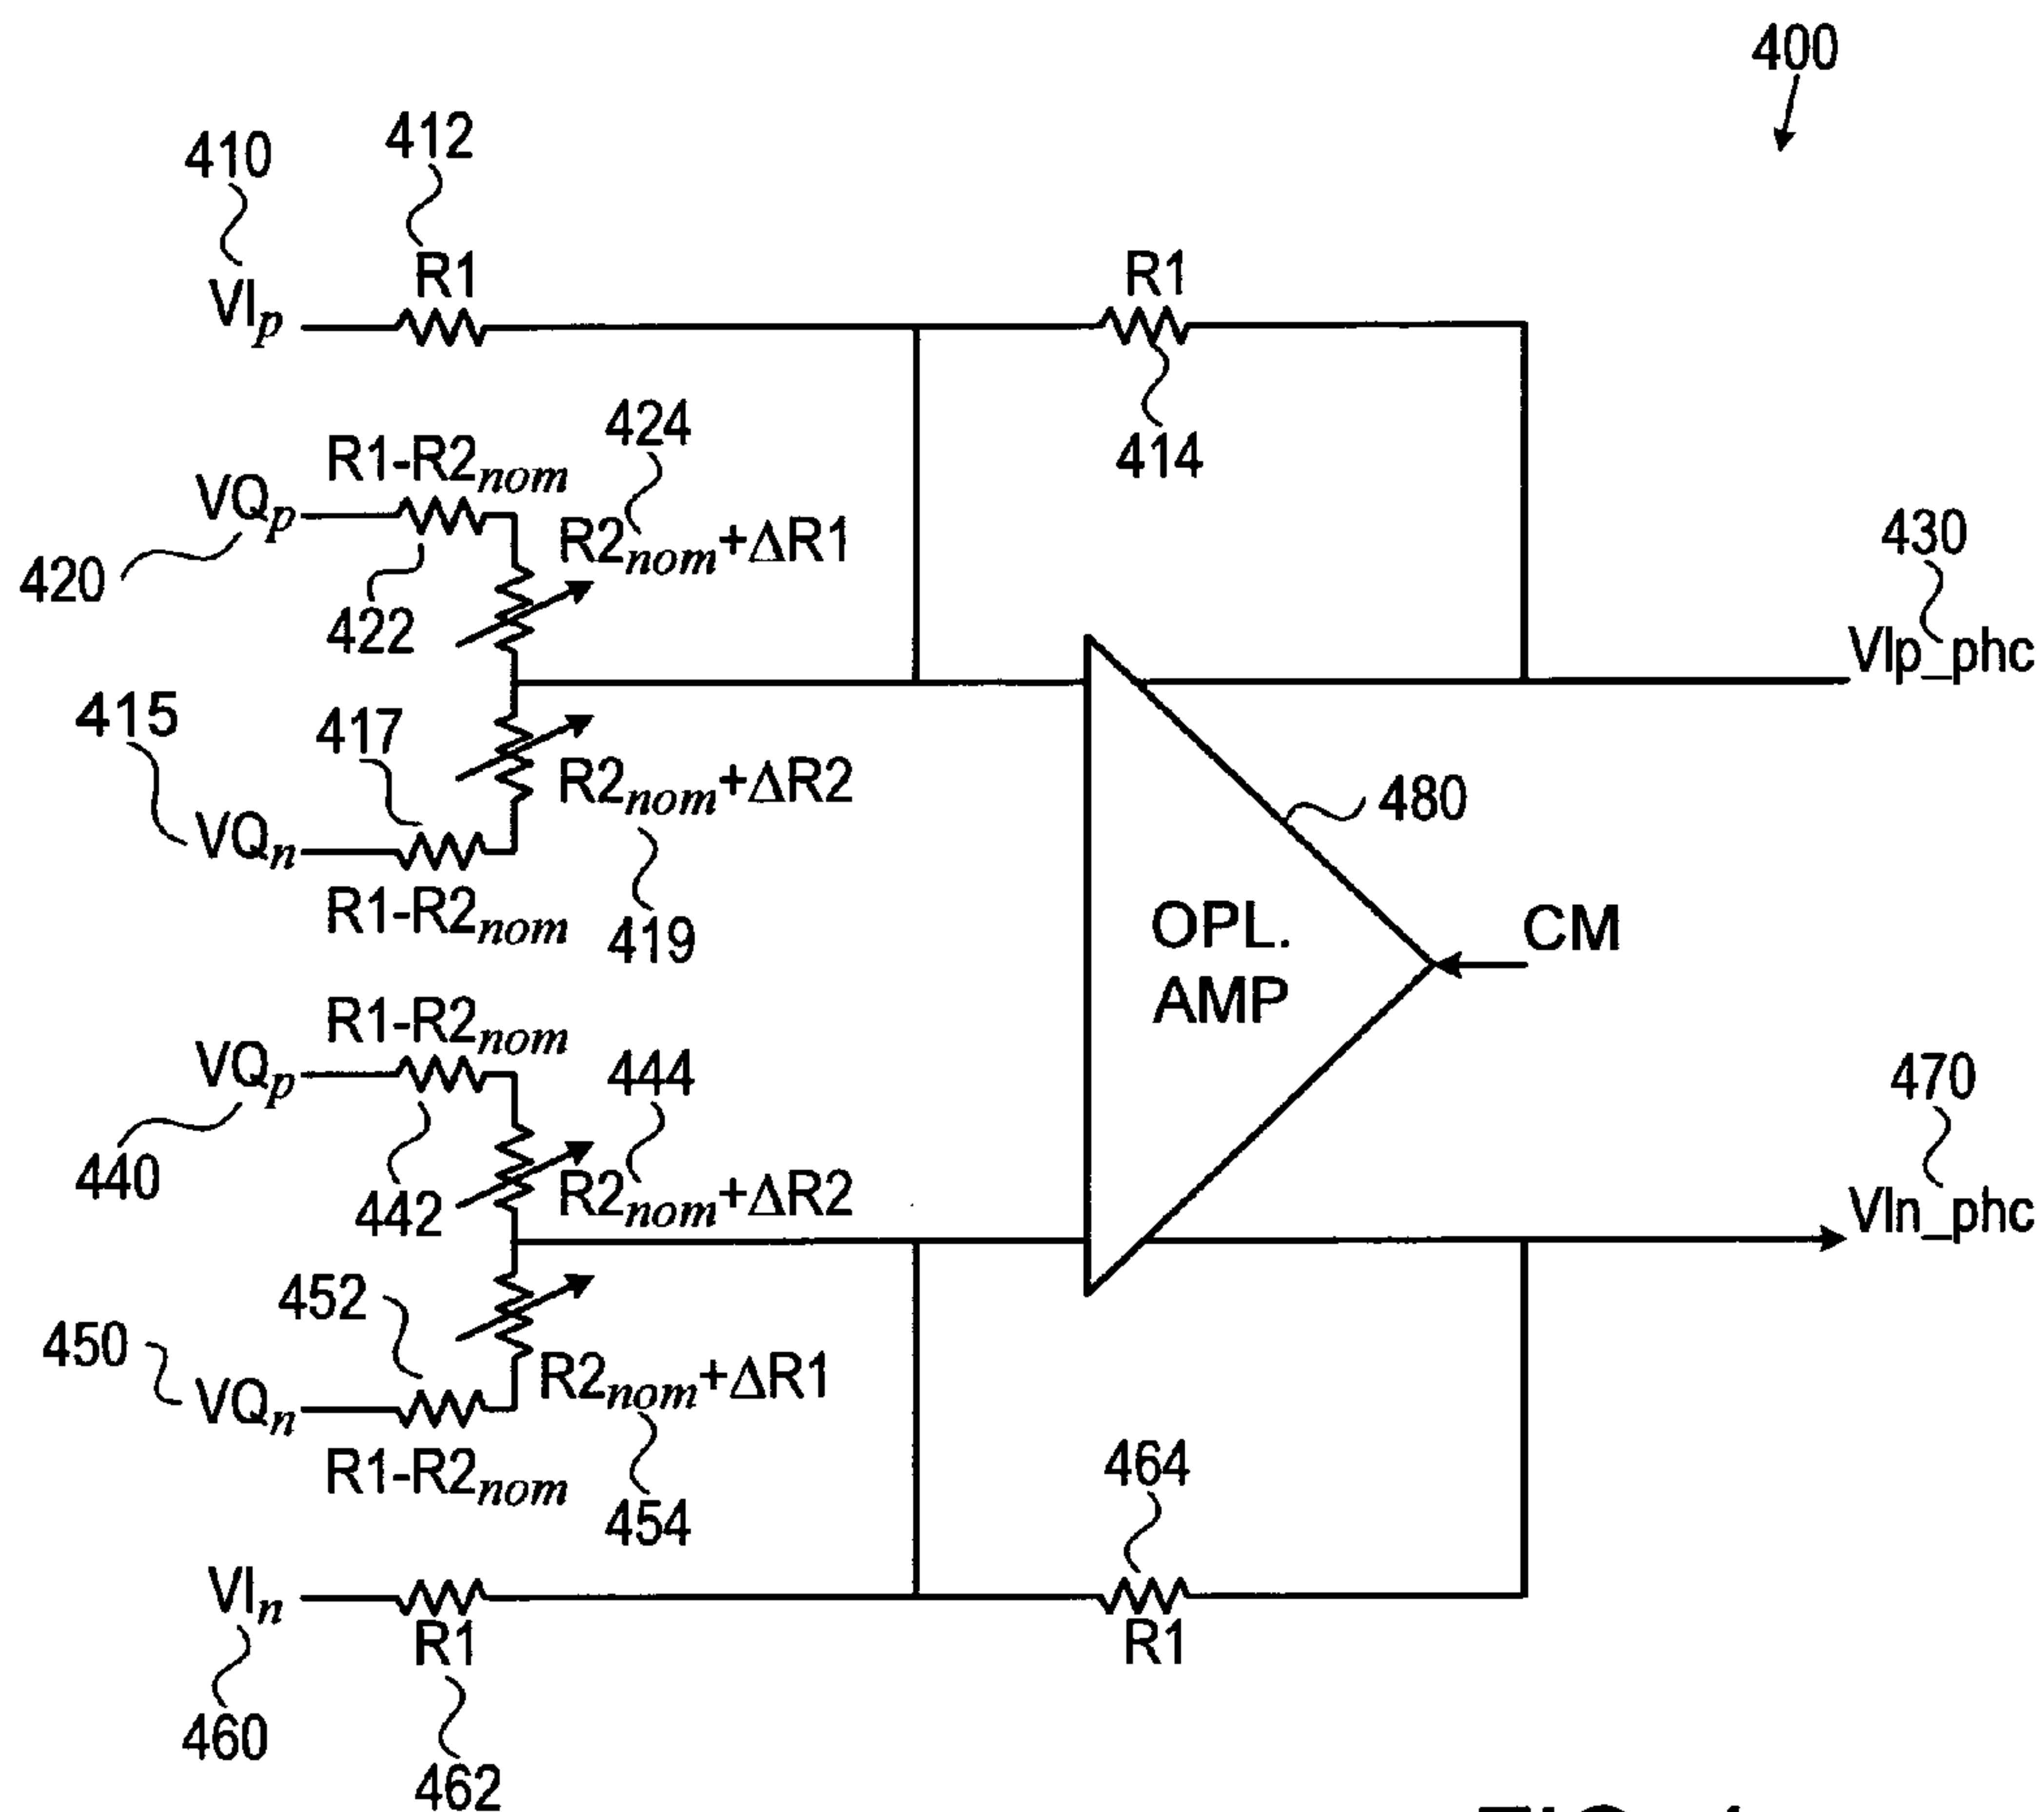 400
410
412
R1
VIp
R1
414
424
R1-R2nom
VQp
R2nom+ΔR1
420
422
430
VIp_phc
415
417
R2nom+ΔR2
VQn
R1-R2nom
419
480
OPL.
AMP
CM
R1-R2nom
VQp
444
440
442
R2nom+ΔR2
470
VIn_phc
452
450
VQn
R2nom+ΔR1
R1-R2nom
454
464
VIn
R1
R1
460
462